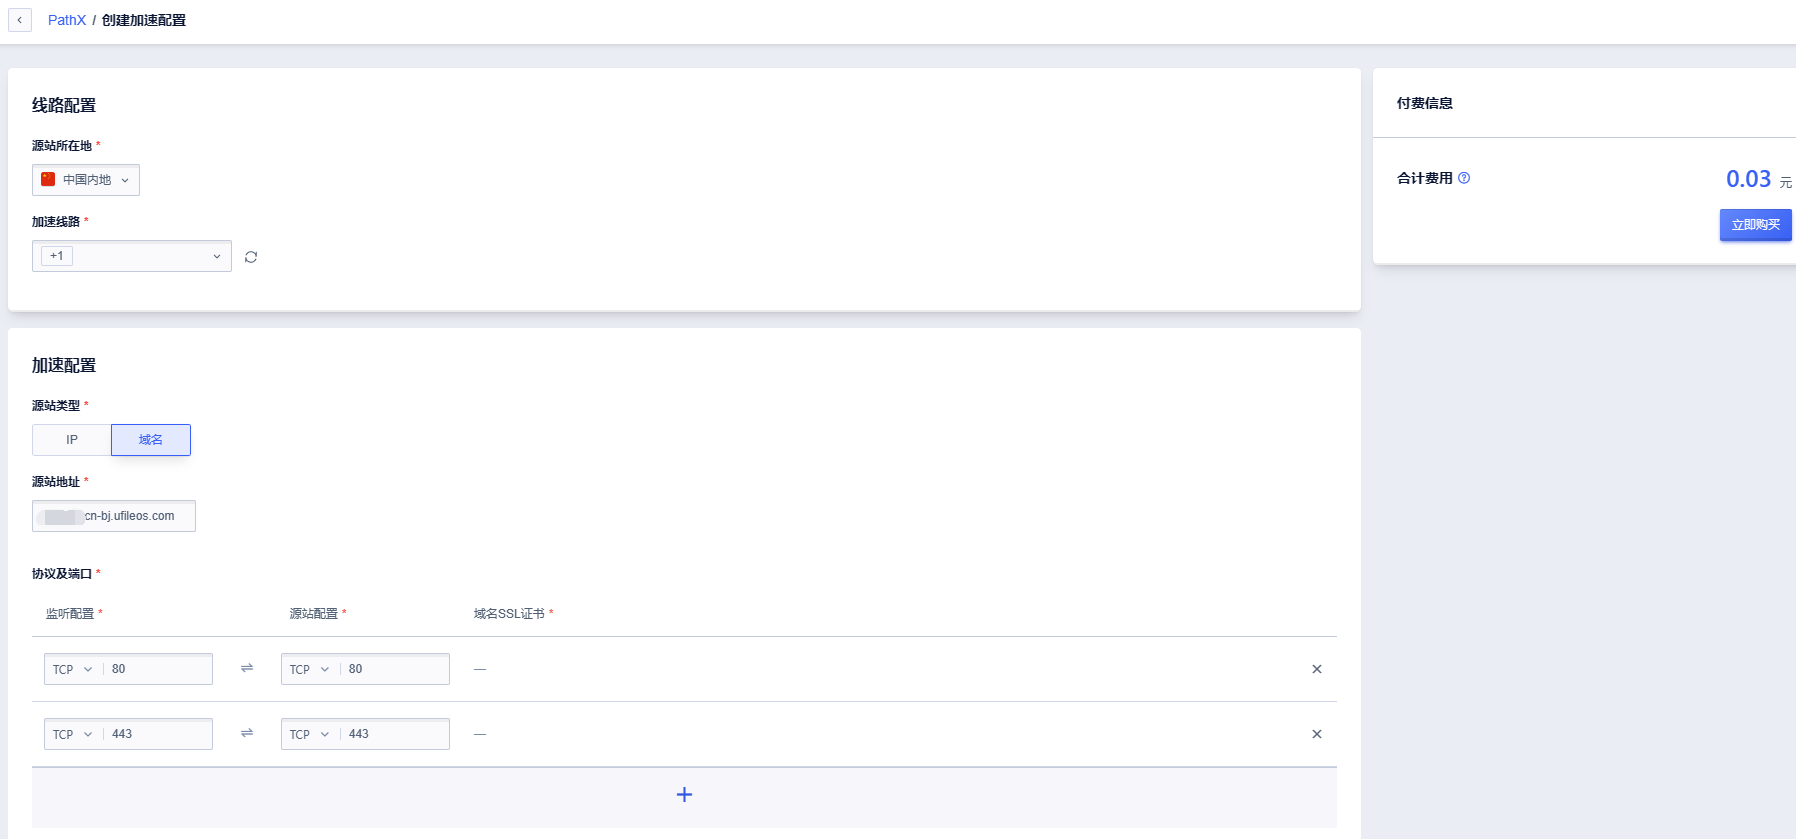 PathX / 创建加速配置
线路配置
源站所在地 *
中国内地
加速线路 *
+1
付费信息
合计费用
0.03 元
立即购买
加速配置
源站类型 *
IP 域名
源站地址 *
cn-bj.ufileos.com
协议及端口 *
监听配置 * 源站配置 * 域名SSL证书 *
TCP 80 ⇌ TCP 80 —
TCP 443 ⇌ TCP 443 —